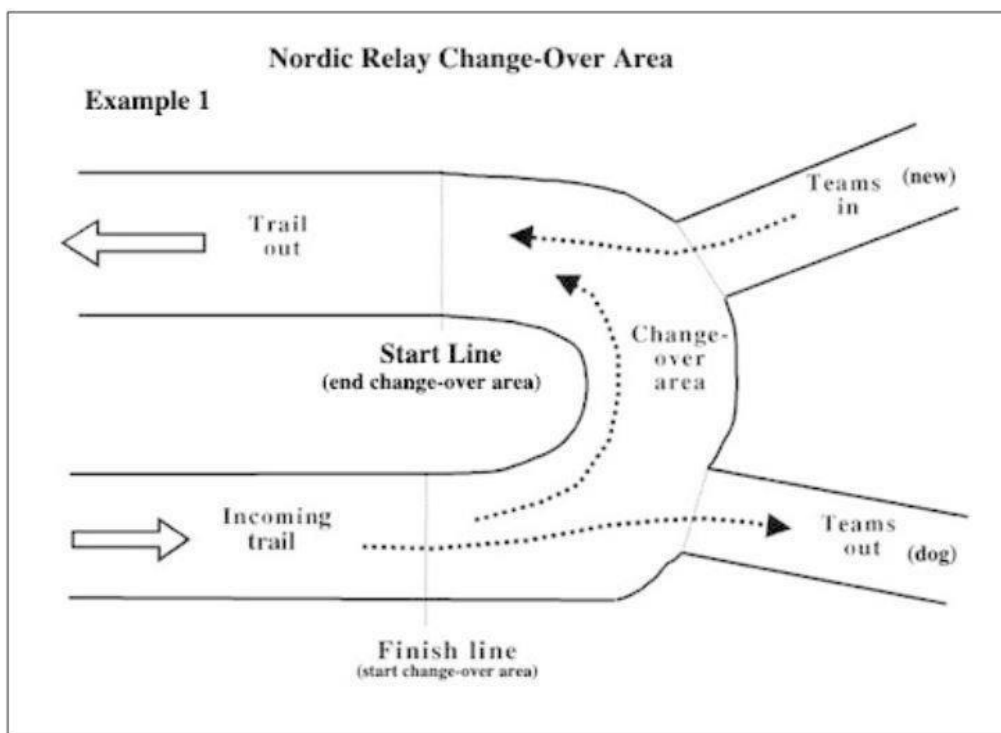 Nordic Relay Change-Over Area
Example 1
Teams (new)
in
Trail
out
Change-
over
area
Start Line
(end change-over area)
Incoming
trail
Teams
out (dog)
Finish line
(start change-over area)